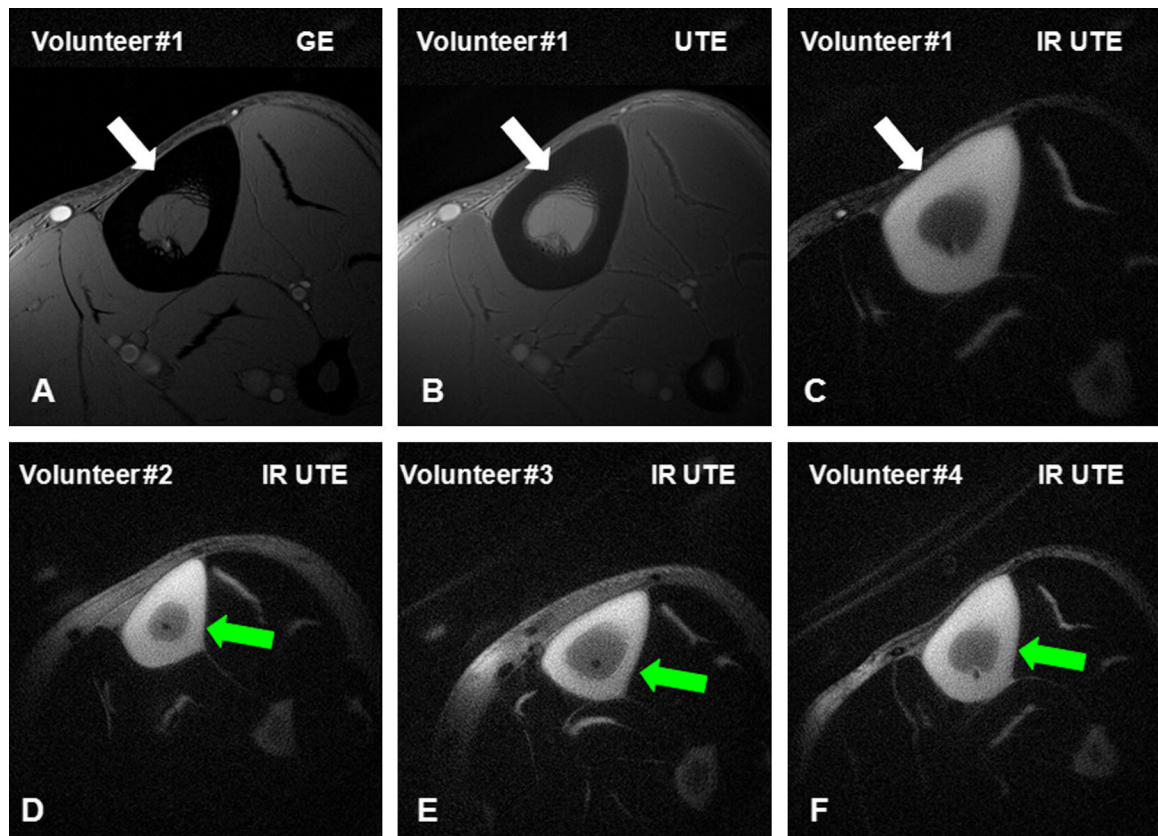 Volunteer#1 GE
A
Volunteer#1 UTE
B
Volunteer#1 IR UTE
C
Volunteer#2 IR UTE
D
Volunteer#3 IR UTE
E
Volunteer#4 IR UTE
F